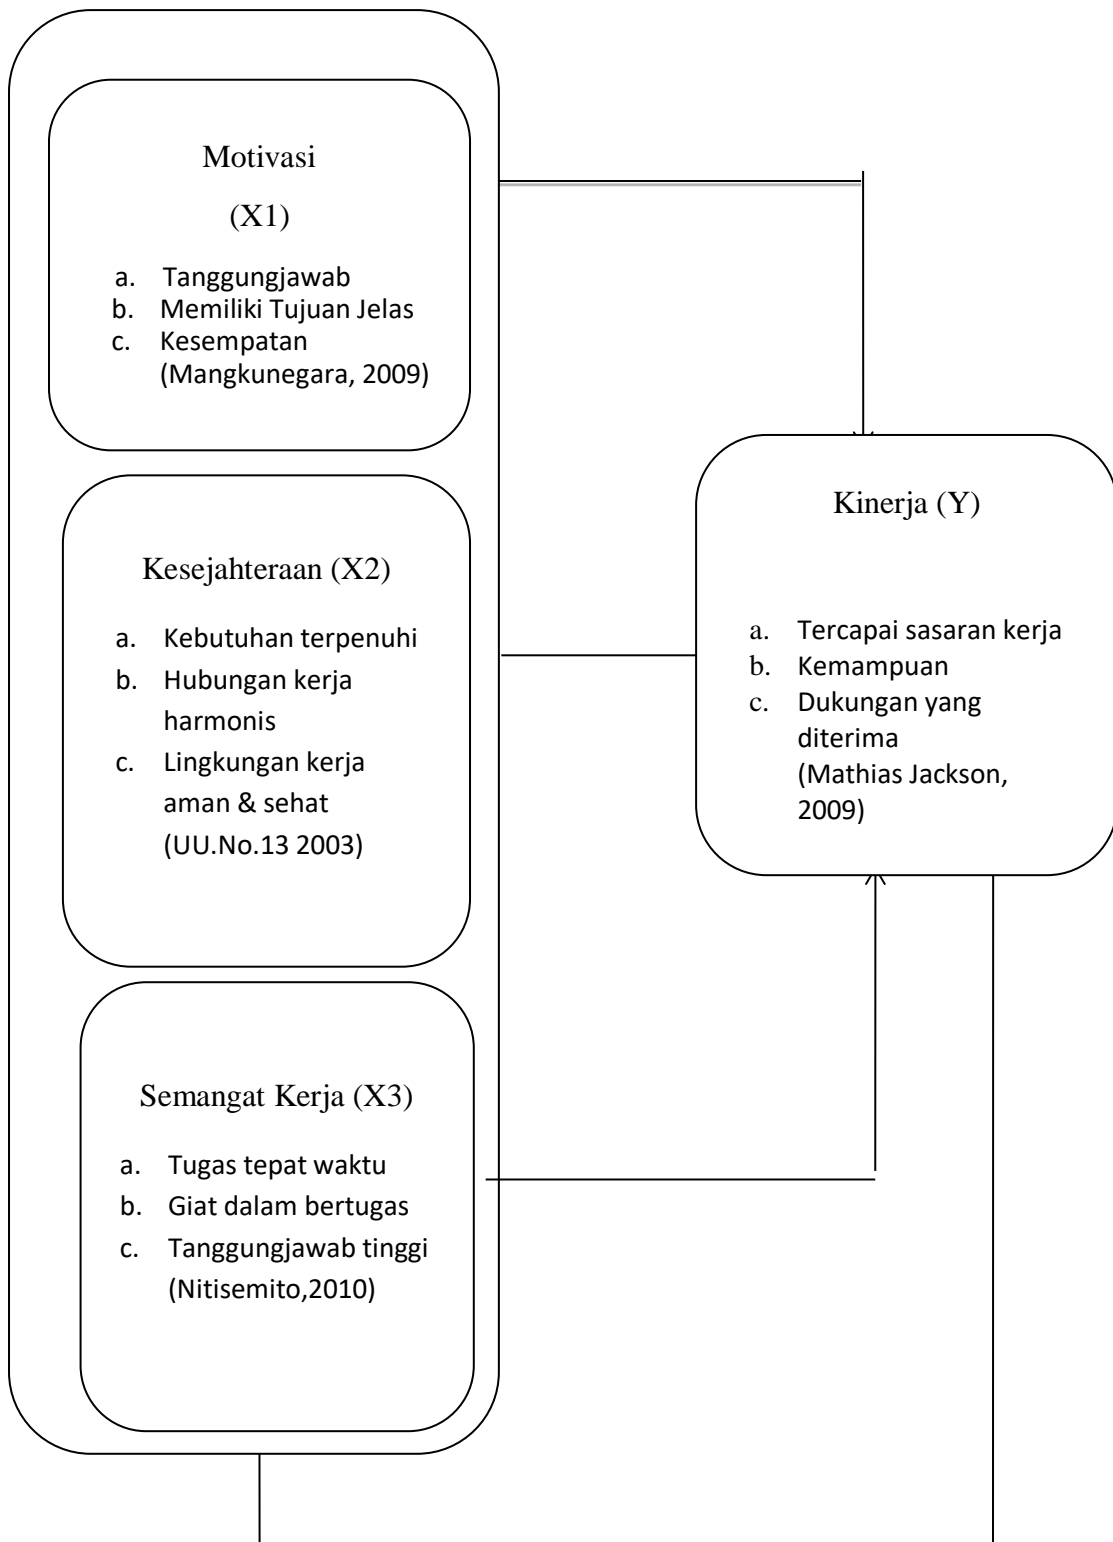 Motivasi
(X1)
a. Tanggungjawab
b. Memiliki Tujuan Jelas
c. Kesempatan
(Mangkunegara, 2009)
Kesejahteraan (X2)
a. Kebutuhan terpenuhi
b. Hubungan kerja
harmonis
c. Lingkungan kerja
aman & sehat
(UU.No.13 2003)
Semangat Kerja (X3)
a. Tugas tepat waktu
b. Giat dalam bertugas
c. Tanggungjawab tinggi
(Nitisemito,2010)
Kinerja (Y)
a. Tercapai sasaran kerja
b. Kemampuan
c. Dukungan yang
diterima
(Mathias Jackson,
2009)